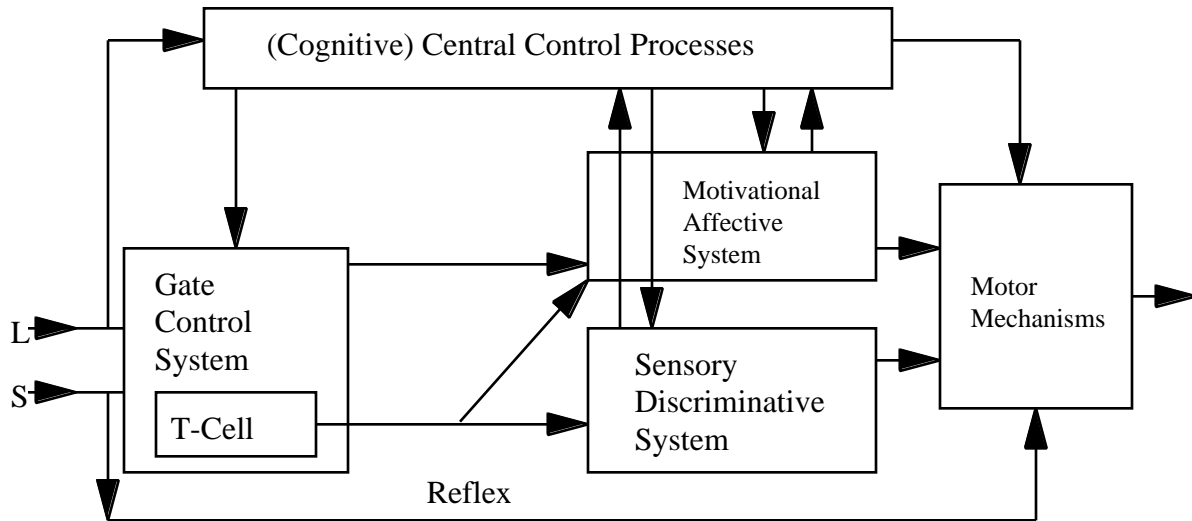 (Cognitive) Central Control Processes
Motivational
Affective
System
Gate
Control
System
L
S
T-Cell
Sensory
Discriminative
System
Motor
Mechanisms
Reflex